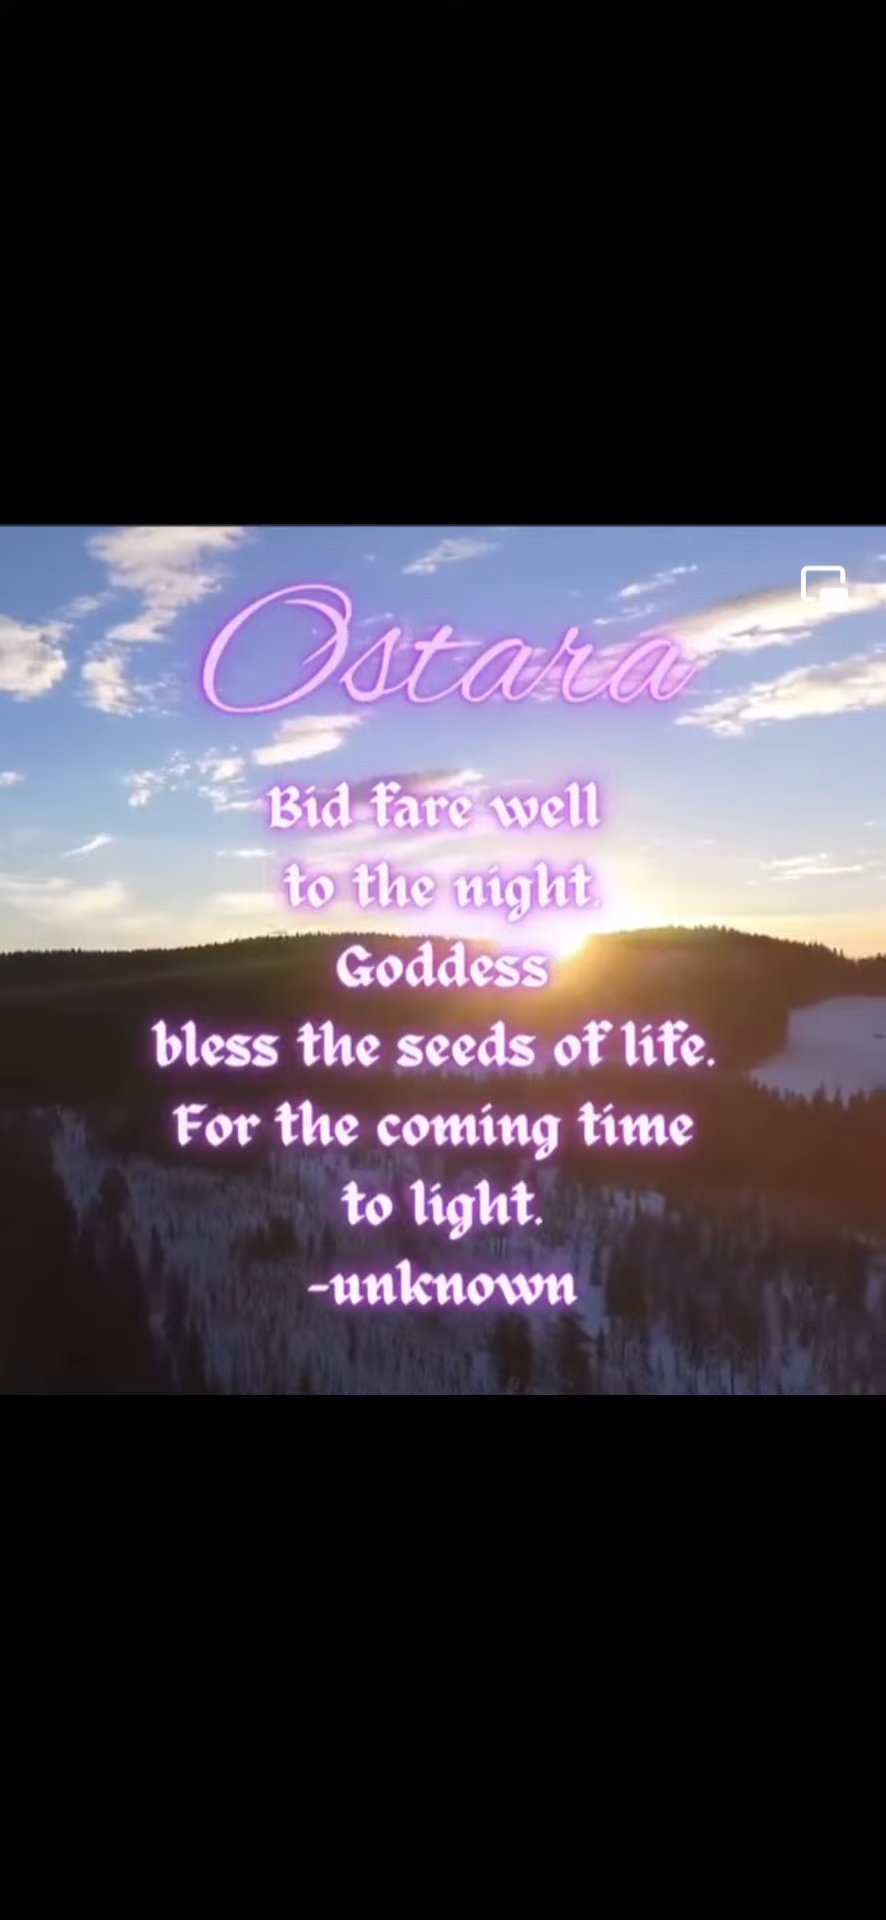 Ostara
Bid fare well
to the night.
Goddess
bless the seeds of life.
For the coming time
to light.
-unknown